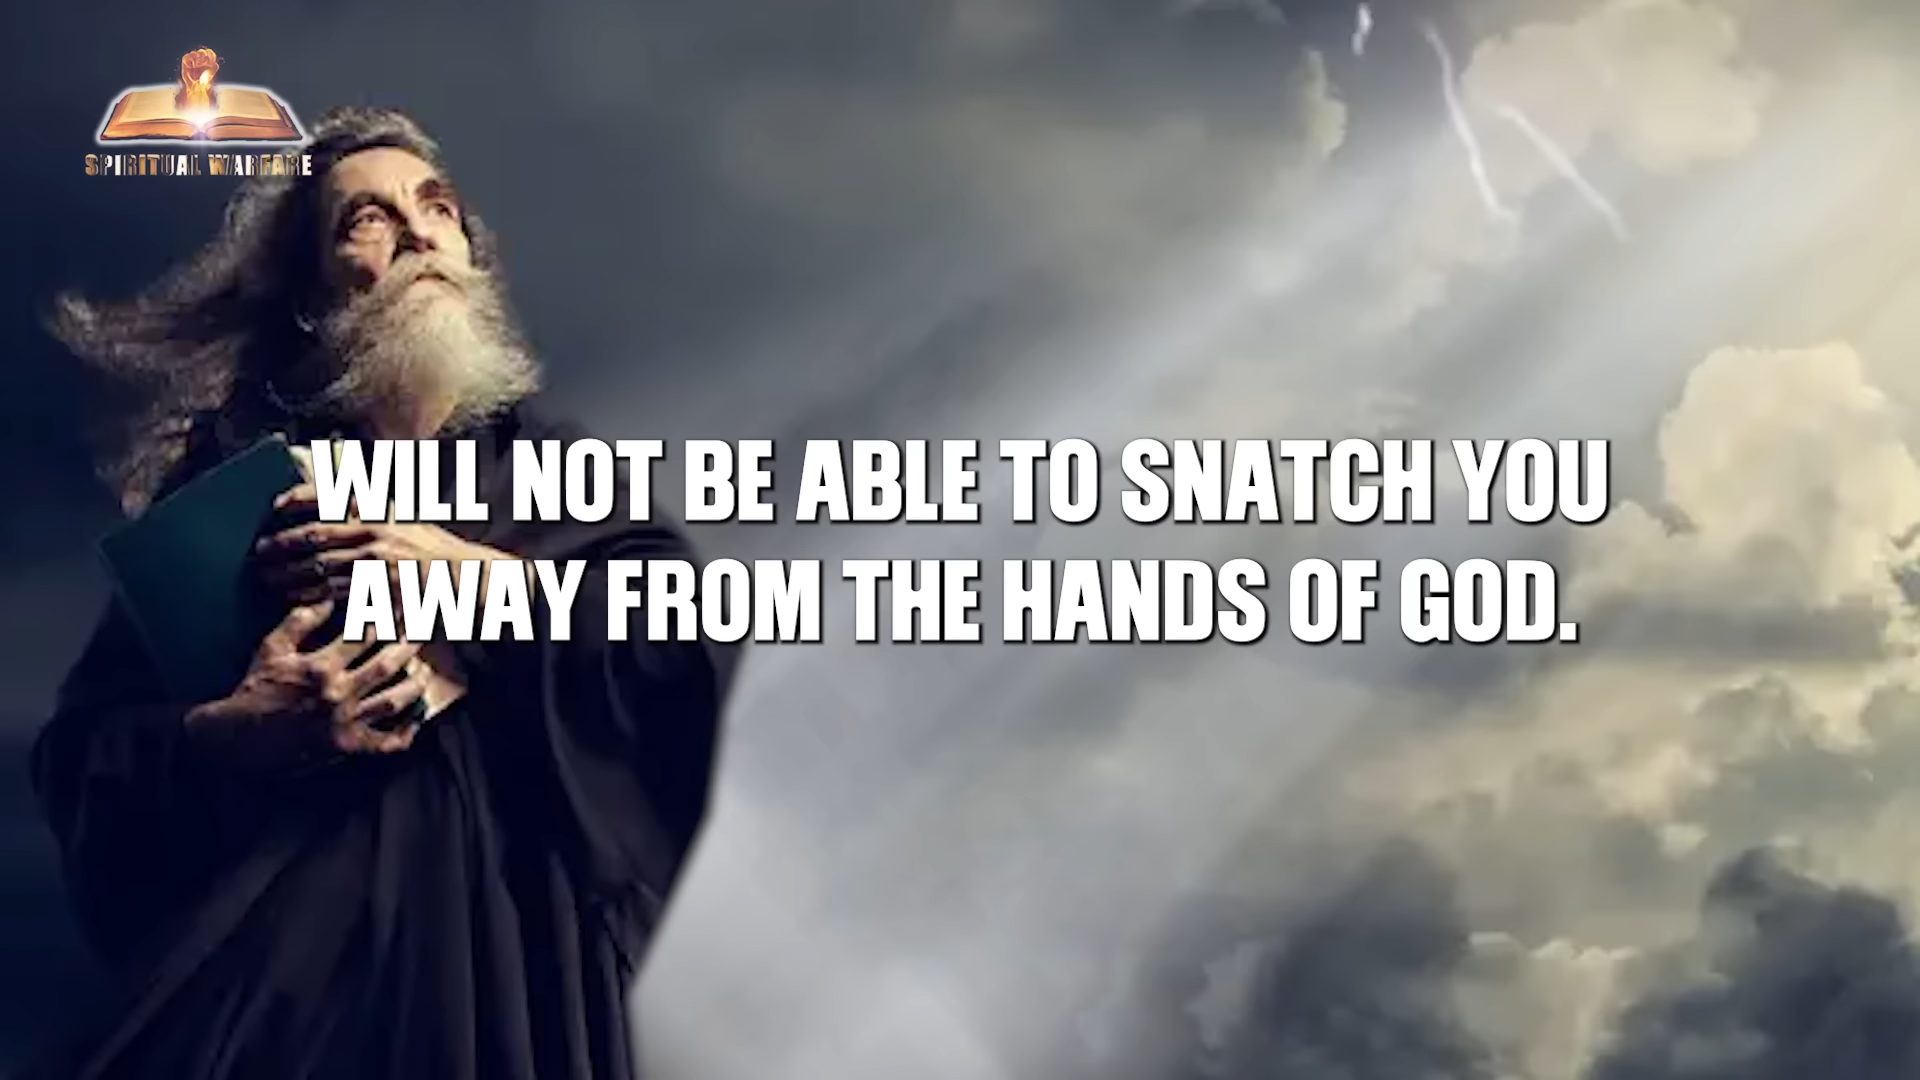 SPIRITUAL WARFARE
WILL NOT BE ABLE TO SNATCH YOU
AWAY FROM THE HANDS OF GOD.